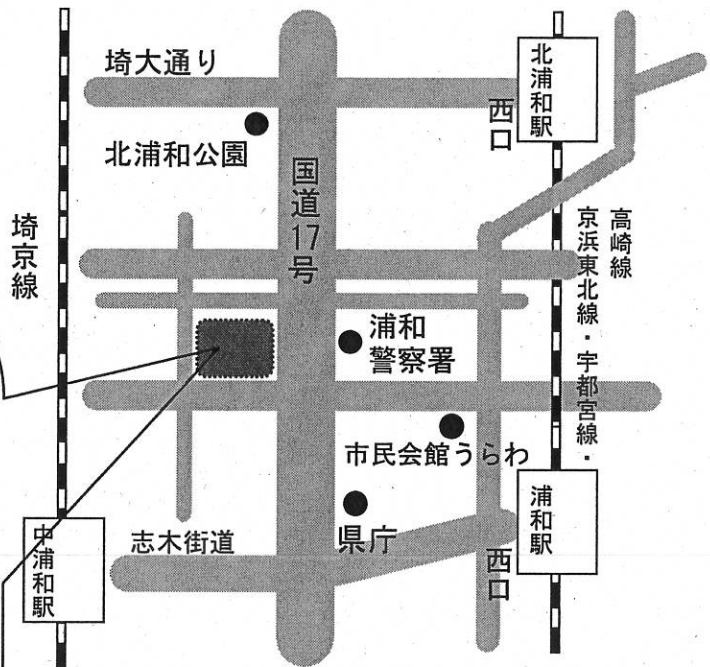 埼大通り
北浦和駅
西口
北浦和公園
国道17号
高崎線
京浜東北線・宇都宮線・
埼京線
浦和
警察署
市民会館うらわ
浦和駅
中浦和駅
志木街道
県庁
西口